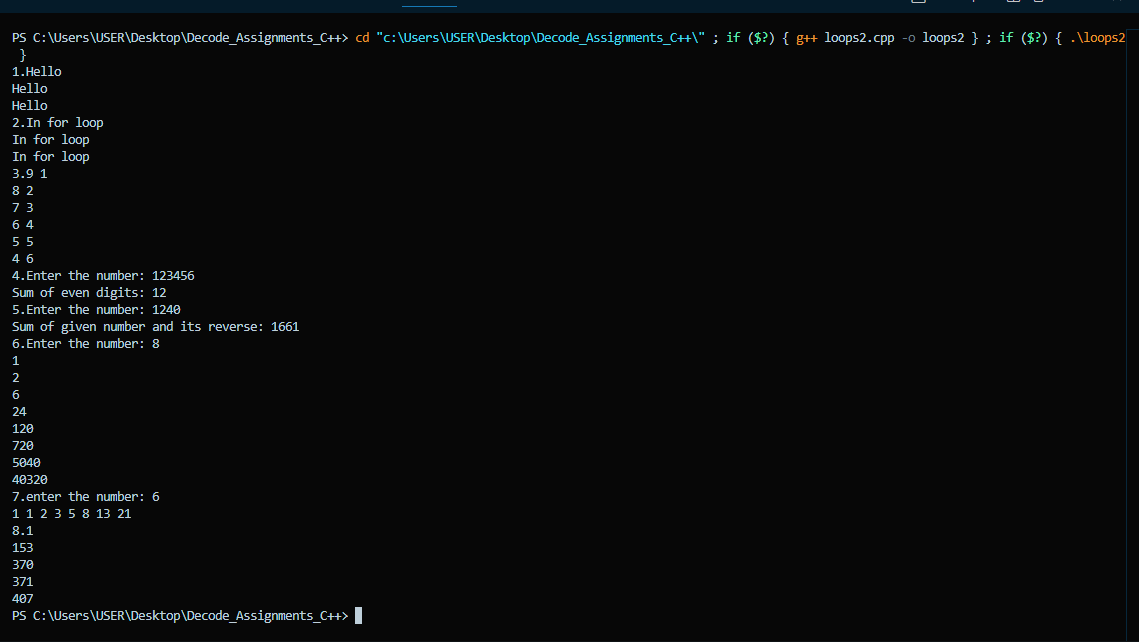 PS C:\Users\USER\Desktop\Decode_Assignments_C++> cd "c:\Users\USER\Desktop\Decode_Assignments_C++\" ; if ($?) { g++ loops2.cpp -o loops2 } ; if ($?) { .\loops2
 }
1.Hello
Hello
Hello
2.In for loop
In for loop
In for loop
3.9 1
8 2
7 3
6 4
5 5
4 6
4.Enter the number: 123456
Sum of even digits: 12
5.Enter the number: 1240
Sum of given number and its reverse: 1661
6.Enter the number: 8
1
2
6
24
120
720
5040
40320
7.enter the number: 6
1 1 2 3 5 8 13 21
8.1
153
370
371
407
PS C:\Users\USER\Desktop\Decode_Assignments_C++>